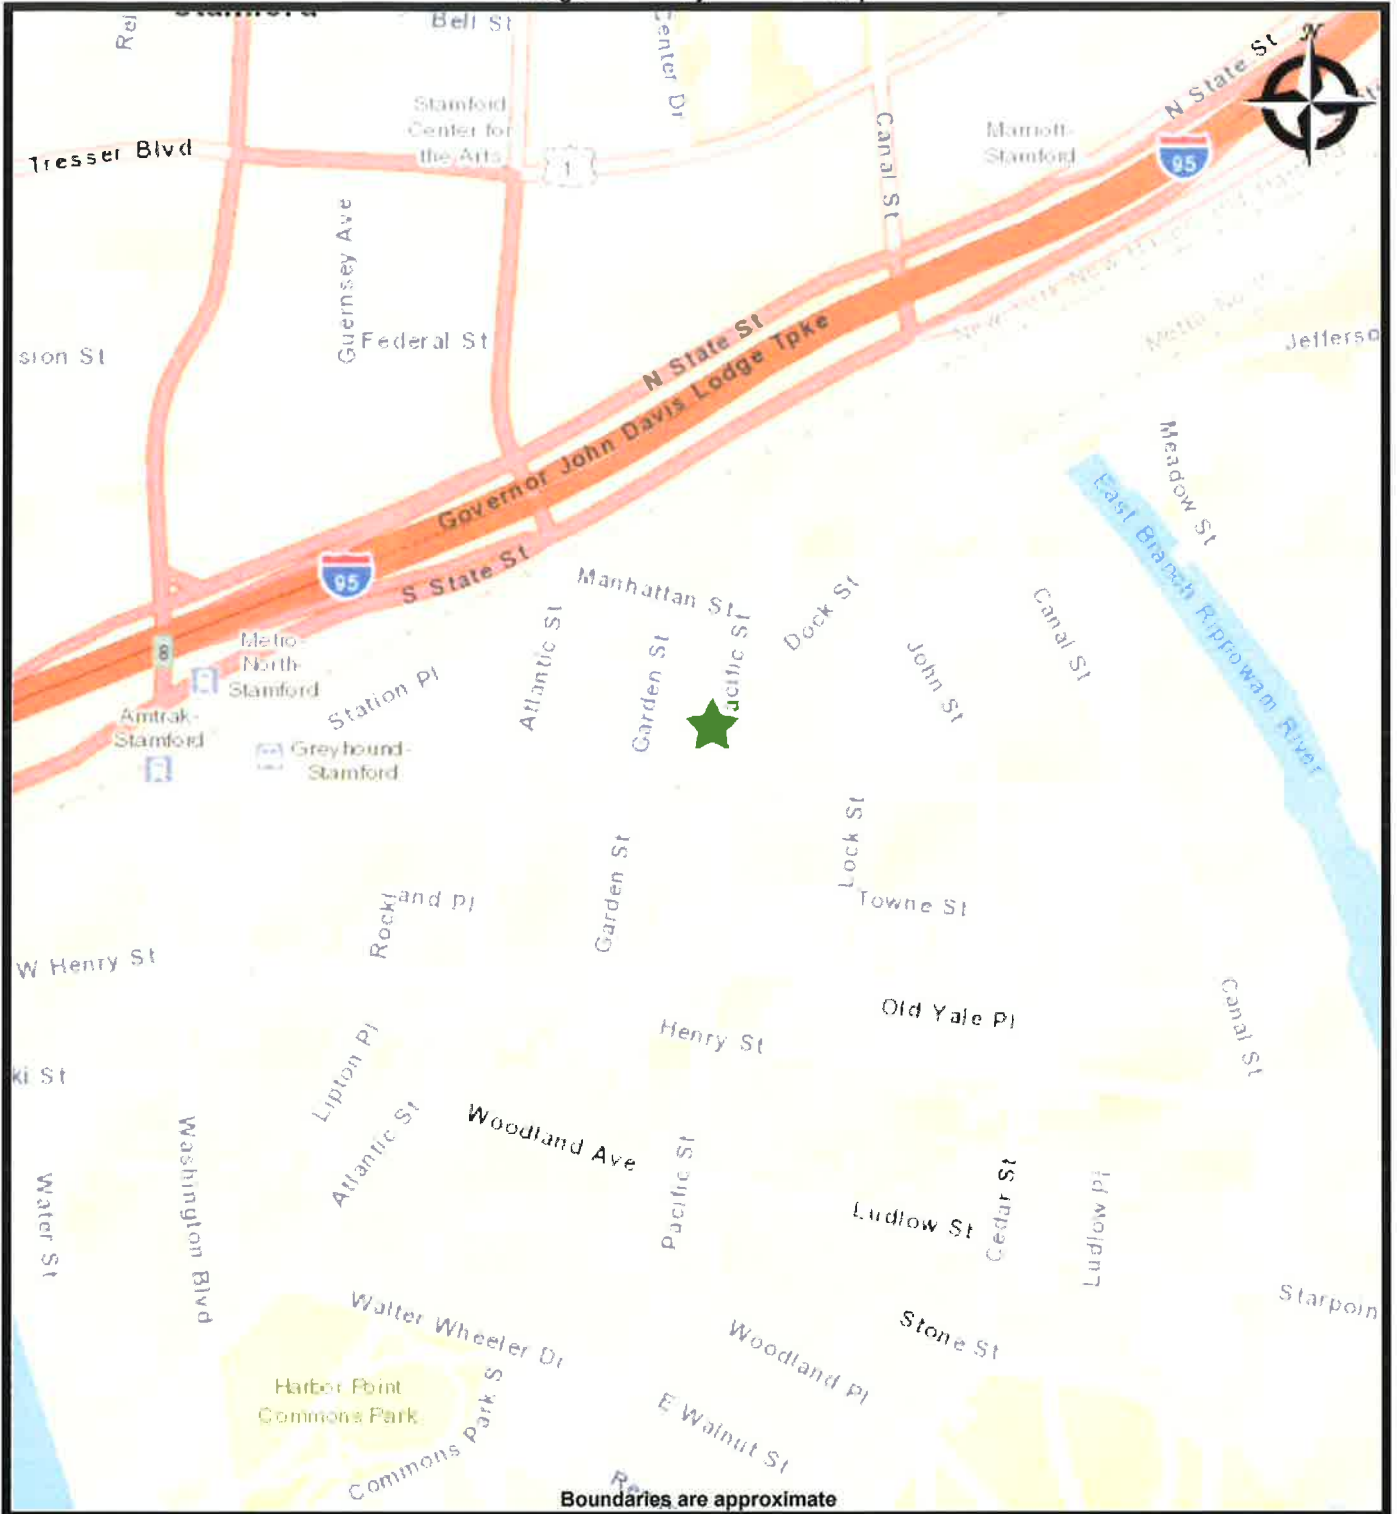 Stamford
Bell St
Center Dr
N State St
N
Tresser Blvd
Stamford
Center for
the Arts
1
Canal St
Marriott-
Stamford
95
Guernsey Ave
Federal St
sion St
N State St
Governor John Davis Lodge Tpke
Jefferso
Meadow St
East Branch Rippowam River
95
S State St
Manhattan St
Dock St
Canal St
8
Metro-
North-
Stamford
Station Pl
Atlantic St
Garden St
acific St
John St
Amtrak-
Stamford
Greyhound-
Stamford
Lock St
Towne St
Garden St
Rockland Pl
W Henry St
Old Yale Pl
Henry St
Canal St
ki St
Lipton Pl
Atlantic St
Woodland Ave
Pacific St
Washington Blvd
Water St
Ludlow St
Cedar St
Ludlow Pl
Starpoin
Walter Wheeler Dr
Stone St
Woodland Pl
Harbor Point
Commons Park
Commons Park S
E Walnut St
Boundaries are approximate